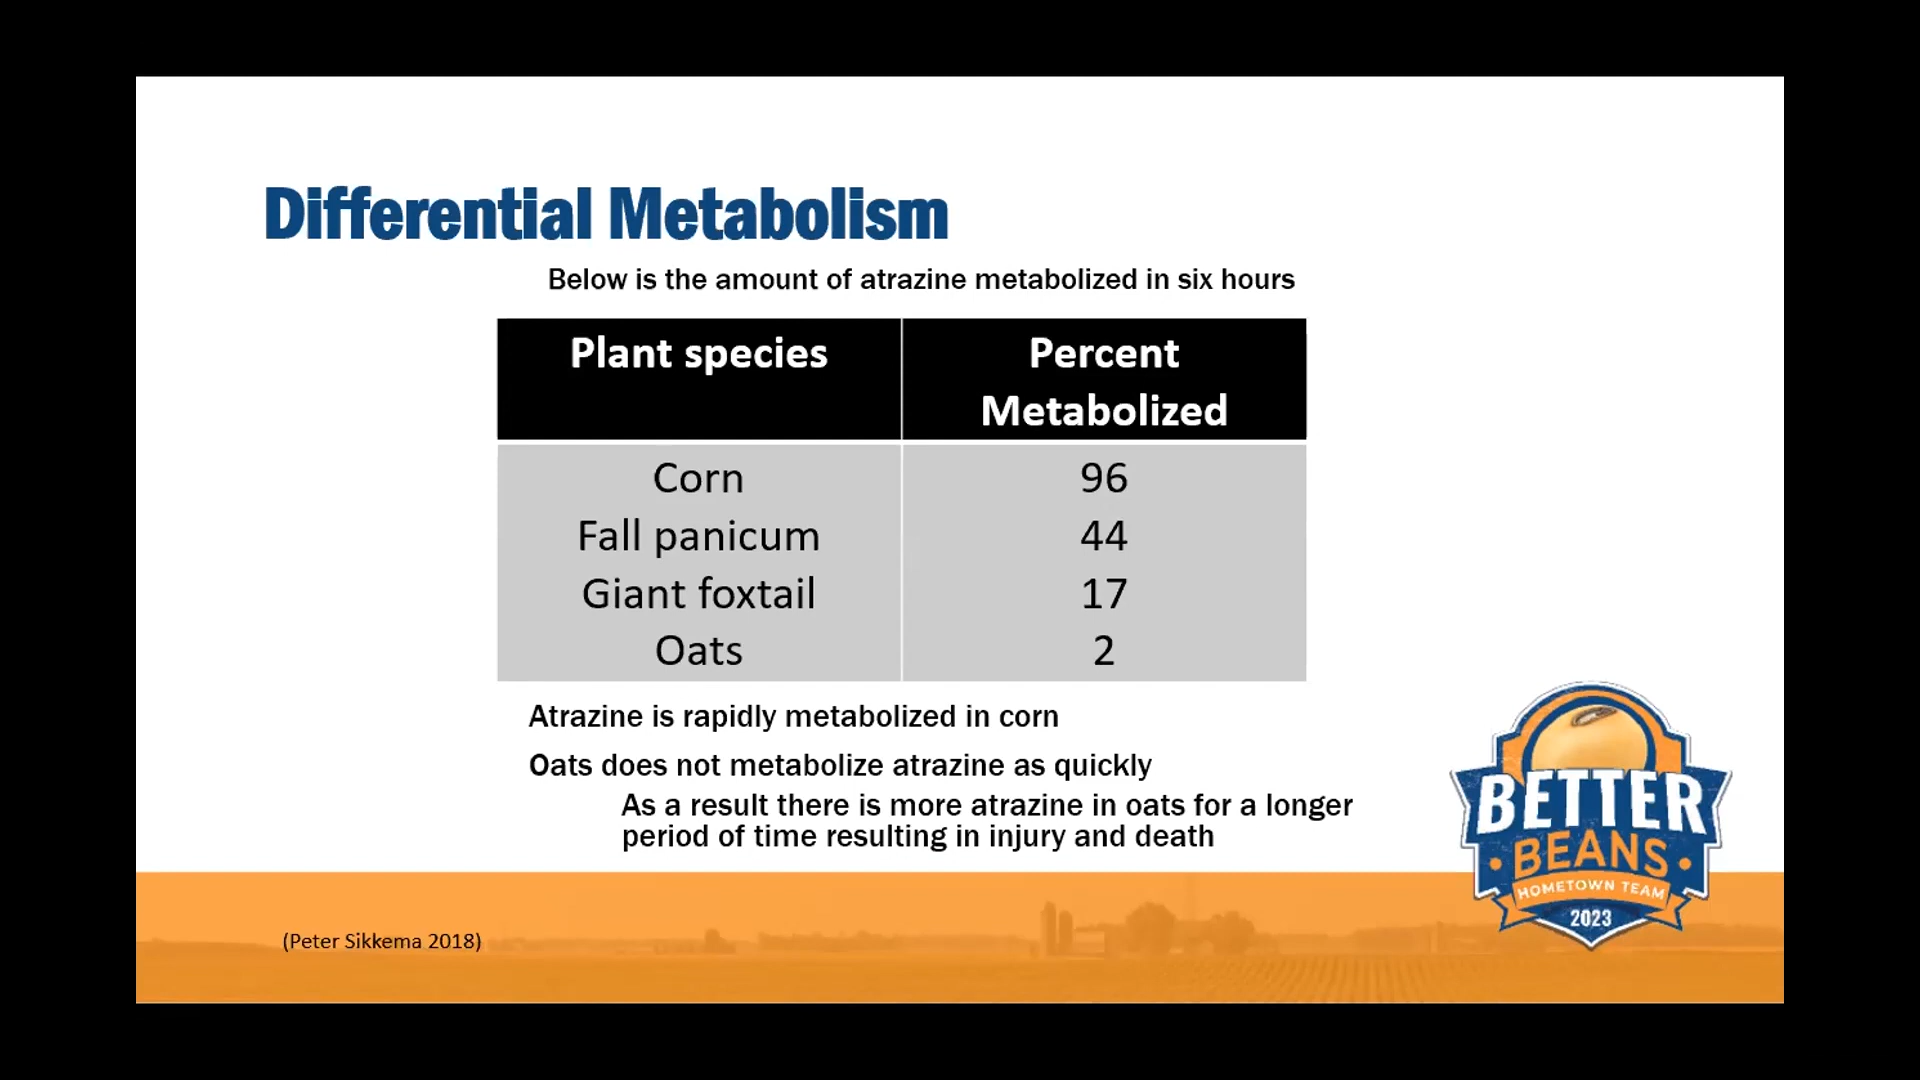 Differential Metabolism
Below is the amount of atrazine metabolized in six hours
Plant species
Percent
Metabolized
Corn 96
Fall panicum 44
Giant foxtail 17
Oats 2
Atrazine is rapidly metabolized in corn
Oats does not metabolize atrazine as quickly
As a result there is more atrazine in oats for a longer
period of time resulting in injury and death
BETTER
BEANS
HOMETOWN TEAM
2023
(Peter Sikkema 2018)